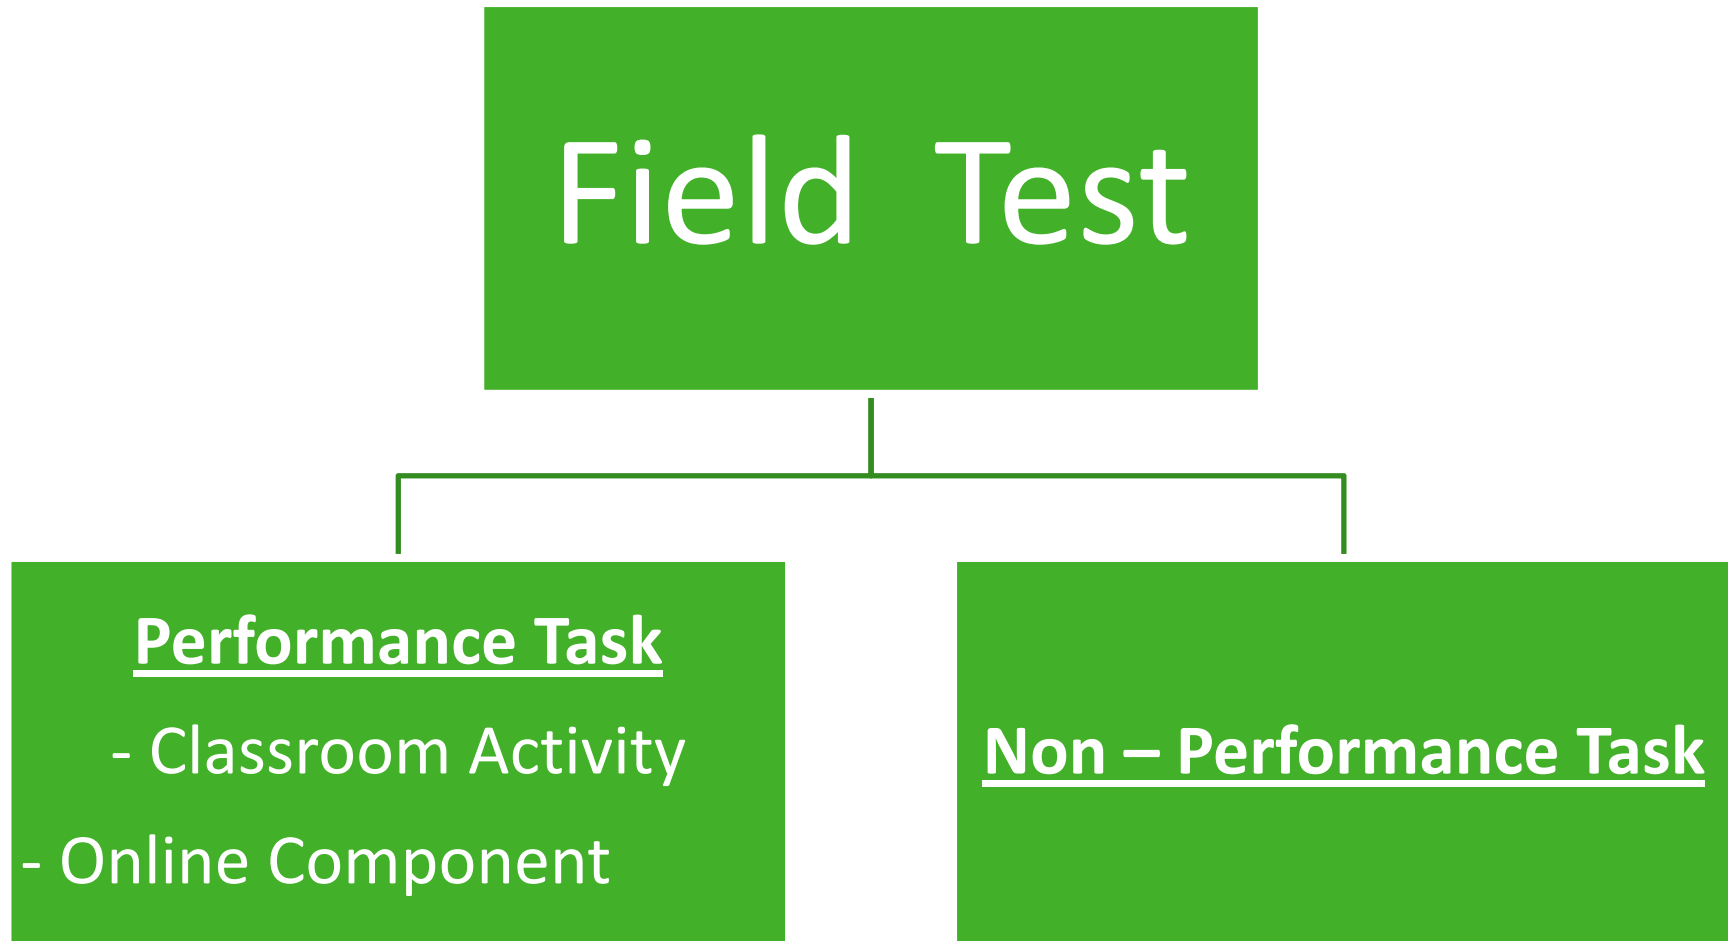 Field Test
Performance Task
- Classroom Activity
- Online Component
Non – Performance Task